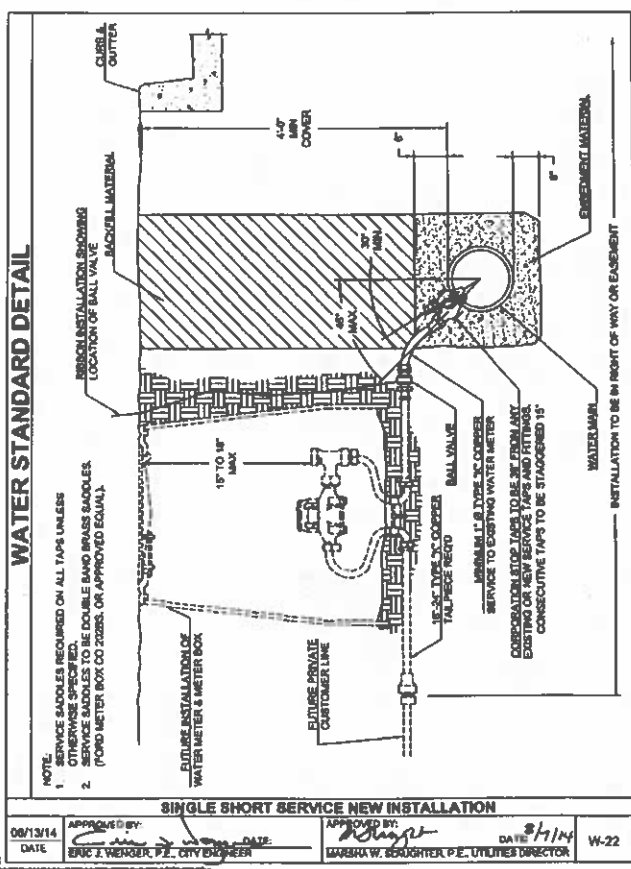 WATER STANDARD DETAIL
CURB &
GUTTER
RIBBON INSTALLATION SHOWING
LOCATION OF BALL VALVE
BACKFILL MATERIAL
NOTE:
1. SERVICE SADDLES REQUIRED ON ALL TAPS UNLESS
OTHERWISE SPECIFIED.
2. SERVICE SADDLES TO BE DOUBLE BAND BRASS SADDLES.
(FORD METER BOX CO 202BS, OR APPROVED EQUAL).
4'-0"
MIN
COVER
15" TO 18"
MAX
6"
30°
MIN.
45°
MAX.
6"
EMBEDMENT MATERIAL
FUTURE INSTALLATION OF
WATER METER & METER BOX
FUTURE PRIVATE
CUSTOMER LINE
18"-24" TYPE "K" COPPER
TAILPIECE REQ'D
BALL VALVE
MINIMUM 1" Ø TYPE "K" COPPER
SERVICE TO EXISTING WATER METER
CORPORATION STOP TAPS TO BE FROM ANY
EXISTING OR NEW SERVICE TAPS AND FITTINGS.
CONSECUTIVE TAPS TO BE STAGGERED 15°
WATER MAIN
INSTALLATION TO BE IN RIGHT OF WAY OR EASEMENT
SINGLE SHORT SERVICE NEW INSTALLATION
08/13/14
DATE
APPROVED BY:
DATE:
ERIC J. WENGER, P.E., CITY ENGINEER
APPROVED BY:
DATE 8/7/14
MARSHA W. P.E., UTILITIES DIRECTOR
W-22